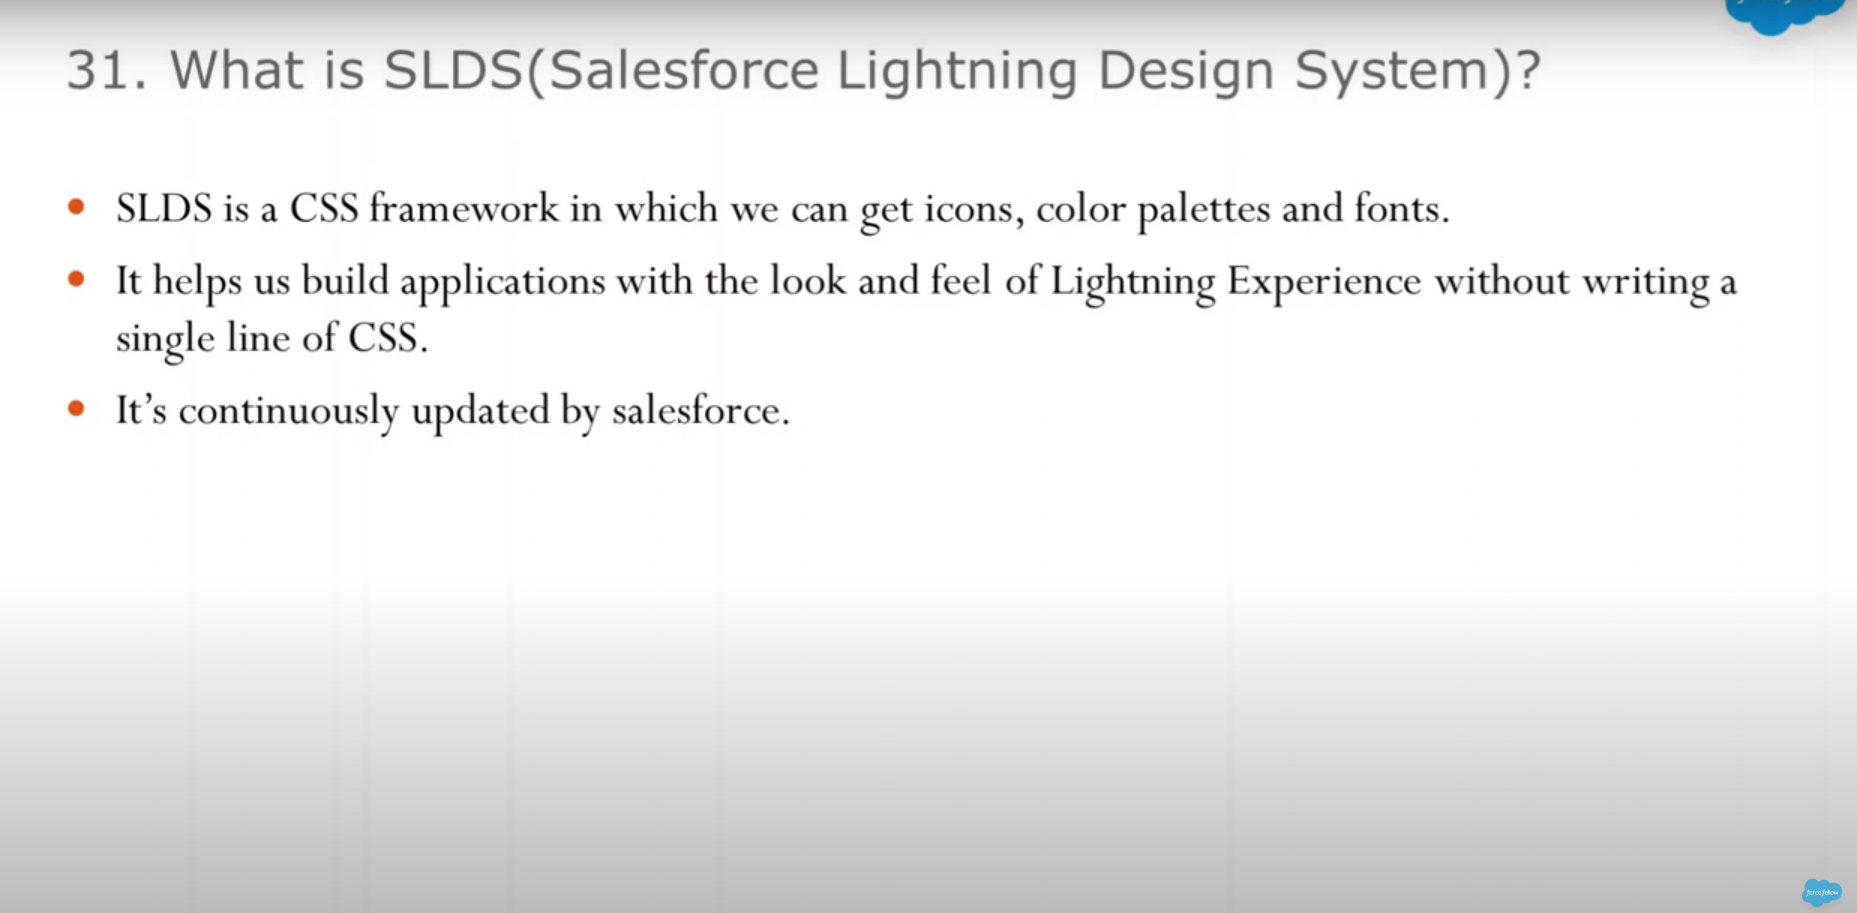 31. What is SLDS(Salesforce Lightning Design System)?
• SLDS is a CSS framework in which we can get icons, color palettes and fonts.
• It helps us build applications with the look and feel of Lightning Experience without writing a
single line of CSS.
• It’s continuously updated by salesforce.